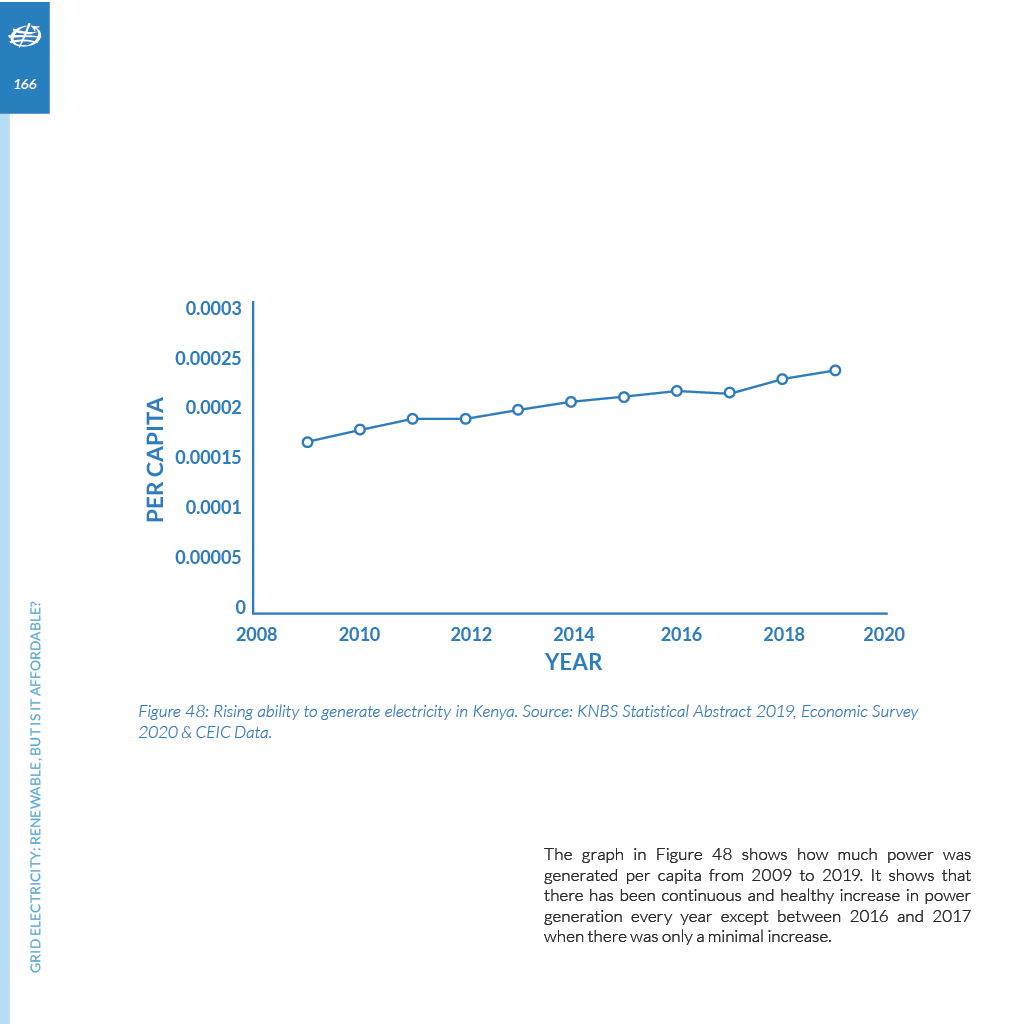 166
0.0003
0.00025
0.0002
0.00015
0.0001
0.00005
0
PER CAPITA
2008 2010 2012 2014 2016 2018 2020
YEAR
Figure 48: Rising ability to generate electricity in Kenya. Source: KNBS Statistical Abstract 2019, Economic Survey
2020 & CEIC Data.
The graph in Figure 48 shows how much power was
generated per capita from 2009 to 2019. It shows that
there has been continuous and healthy increase in power
generation every year except between 2016 and 2017
when there was only a minimal increase.
GRID ELECTRICITY: RENEWABLE, BUT IS IT AFFORDABLE?